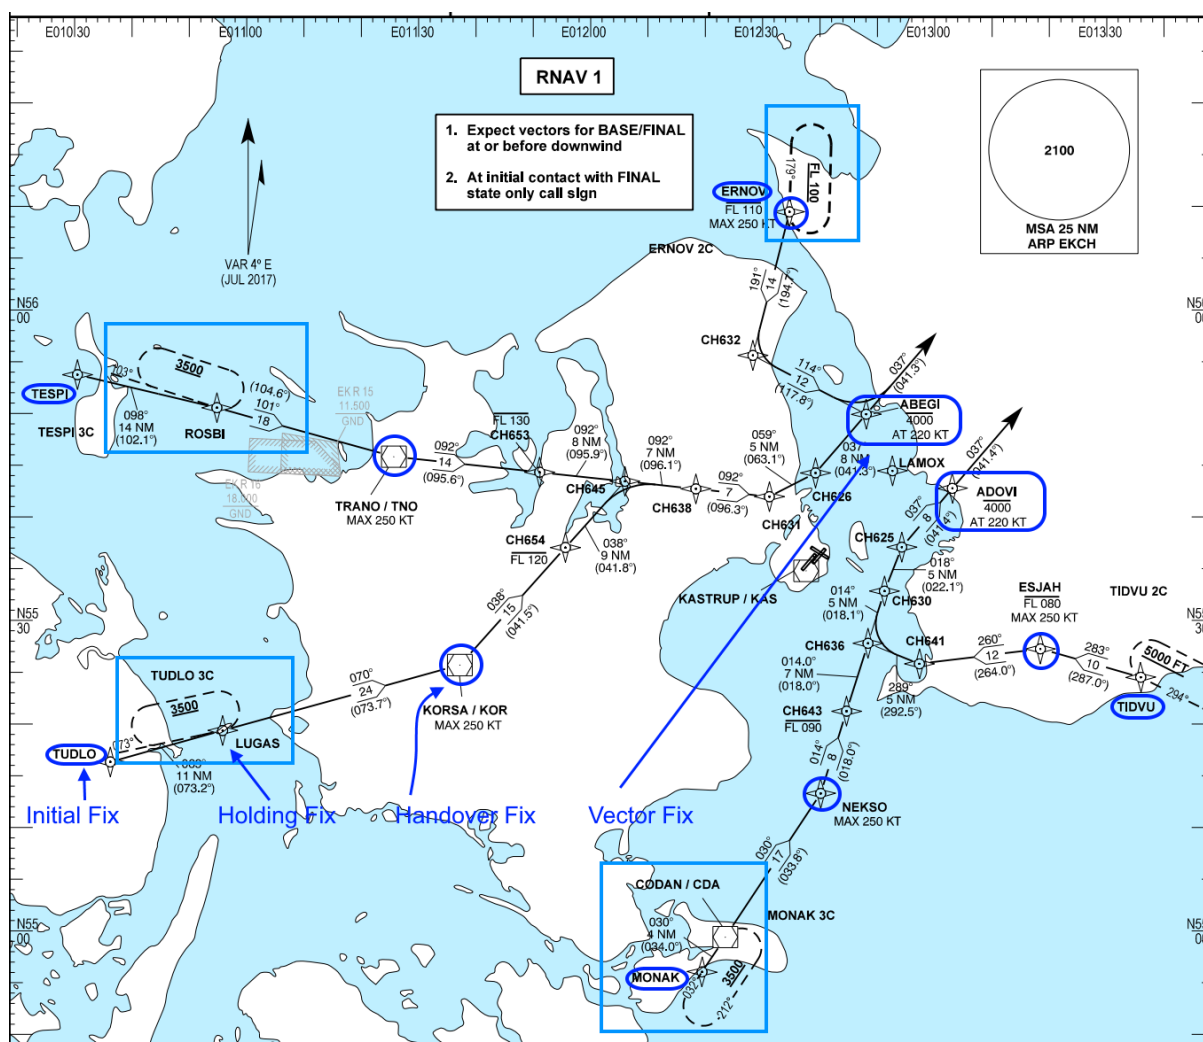 E010:30
E011:00
E011:30
E012:00
E012:30
E013:00
E013:30
RNAV 1
1. Expect vectors for BASE/FINAL
at or before downwind
2. At initial contact with FINAL
state only call sign
2100
MSA 25 NM
ARP EKCH
VAR 4° E
(JUL 2017)
179°
FL 100
ERNOV
FL 110
MAX 250 KT
ERNOV 2C
191°
14
(194.7°)
N56
00
CH632
114°
12
(117.8°)
037°
(041.3°)
ABEGI
4000
AT 220 KT
TESPI
TESPI 3C
103°
3500
(104.6°)
098°
14 NM
(102.1°)
ROSBI
101°
18
EK R 15
11.500
GND
EK R 16
18.000
GND
TRANO / TNO
MAX 250 KT
092°
14
(095.6°)
FL 130
CH653
092°
8 NM
(095.9°)
CH645
092°
7 NM
(096.1°)
CH638
092°
7
(096.3°)
CH631
059°
5 NM
(063.1°)
CH626
037°
8 NM
(041.3°)
LAMOX
037°
(041.4°)
ADOVI
4000
AT 220 KT
037°
8
(041.4°)
CH625
018°
5 NM
(022.1°)
CH630
014°
5 NM
(018.1°)
KASTRUP / KAS
CH654
FL 120
038°
9 NM
(041.8°)
038°
15
(041.5°)
N55
30
CH636
CH641
260°
12
(264.0°)
ESJAH
FL 080
MAX 250 KT
283°
10
(287.0°)
TIDVU 2C
5000 FT
294°
TIDVU
289°
5 NM
(292.5°)
014.0°
7 NM
(018.0°)
CH643
FL 090
014°
8
(018.0°)
NEKSO
MAX 250 KT
TUDLO 3C
3500
073°
TUDLO
LUGAS
11 NM
(073.2°)
070°
24
(073.7°)
KORSA / KOR
MAX 250 KT
Initial Fix
Holding Fix
Handover Fix
Vector Fix
030°
17
(033.8°)
CODAN / CDA
MONAK 3C
030°
4 NM
(034.0°)
MONAK
032°
3500
212°
N55
00